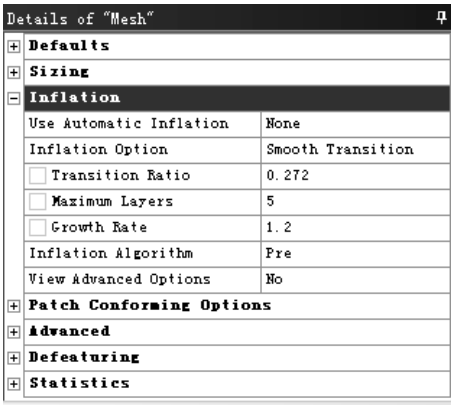 Details of "Mesh"
Defaults
Sizing
Inflation
Use Automatic Inflation None
Inflation Option Smooth Transition
Transition Ratio 0.272
Maximum Layers 5
Growth Rate 1.2
Inflation Algorithm Pre
View Advanced Options No
Patch Conforming Options
Advanced
Defeaturing
Statistics